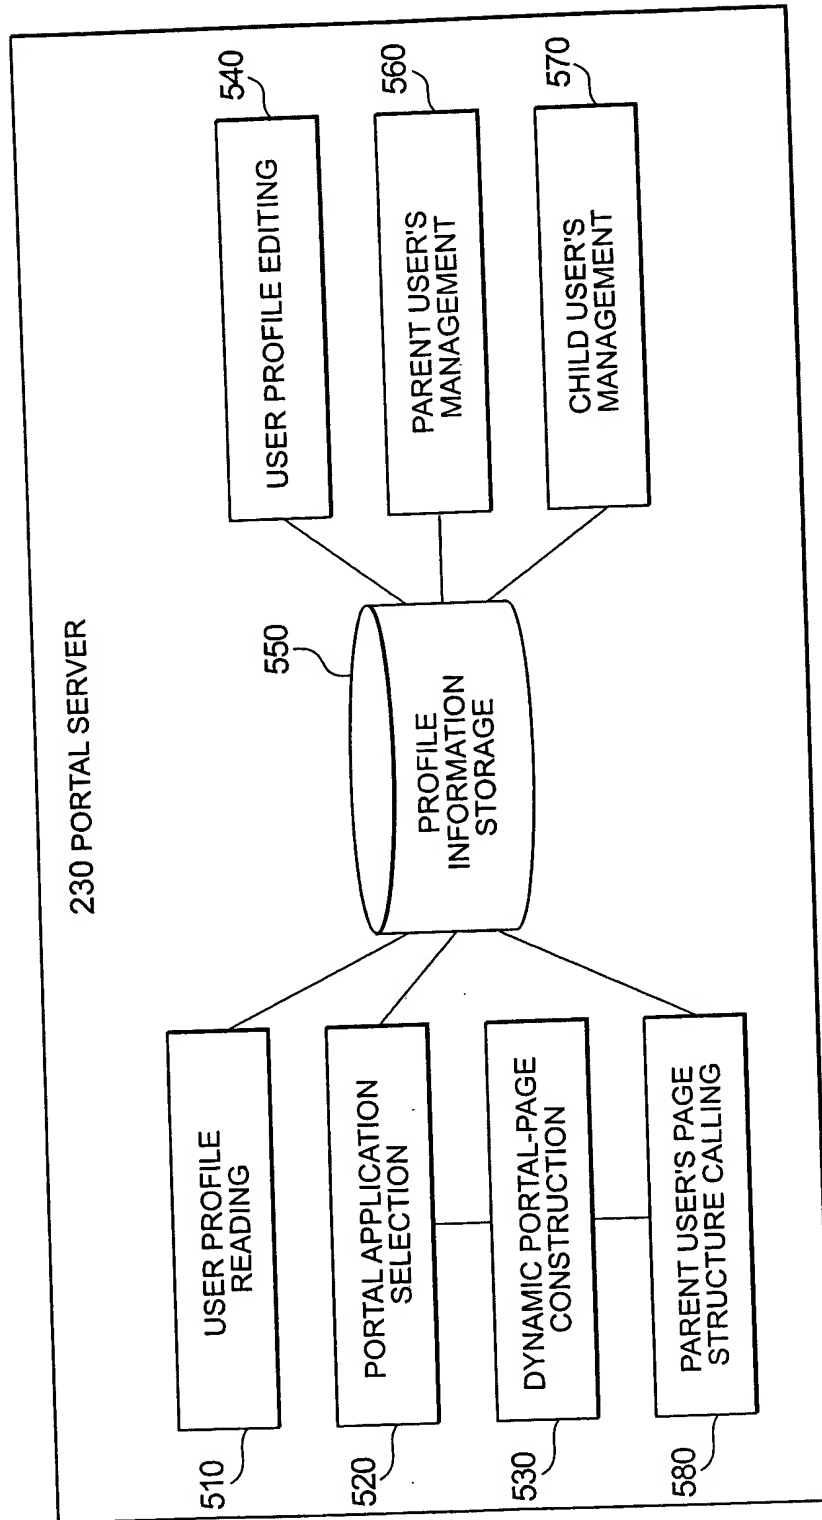 230 PORTAL SERVER
510
USER PROFILE
READING
520
PORTAL APPLICATION
SELECTION
530
DYNAMIC PORTAL-PAGE
CONSTRUCTION
580
PARENT USER'S PAGE
STRUCTURE CALLING
550
PROFILE
INFORMATION
STORAGE
540
USER PROFILE EDITING
560
PARENT USER'S
MANAGEMENT
570
CHILD USER'S
MANAGEMENT